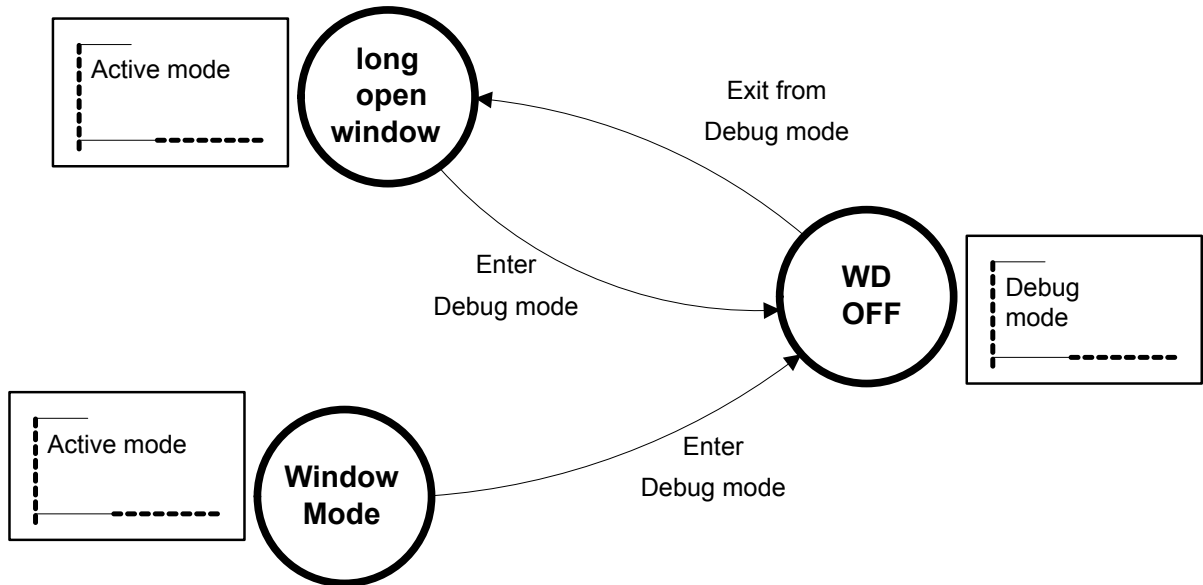 Active mode
long
open
window
Exit from
Debug mode
Enter
Debug mode
WD
OFF
Debug
mode
Active mode
Window
Mode
Enter
Debug mode